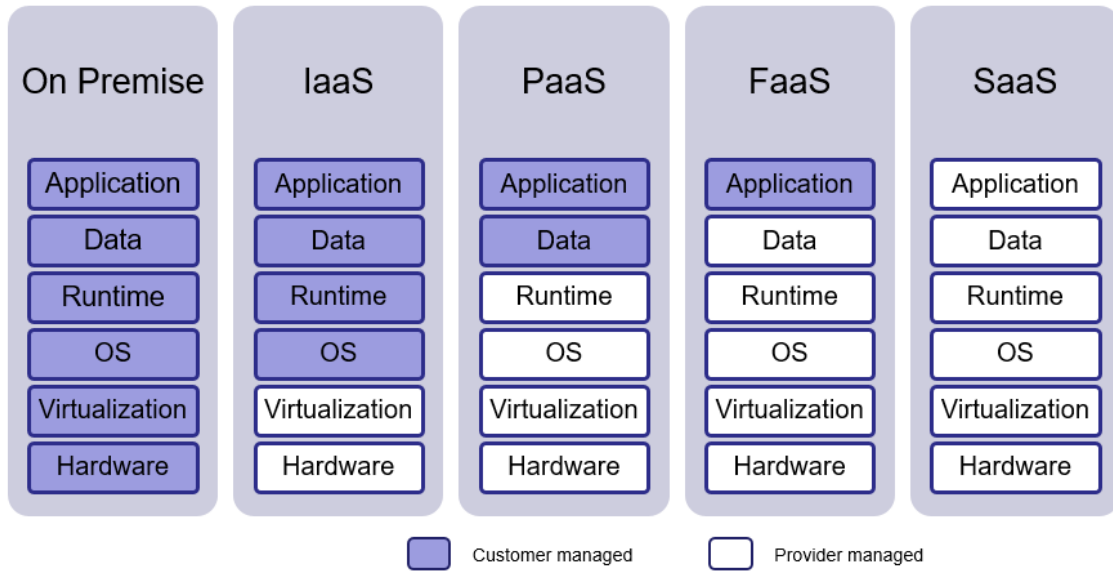 On Premise
IaaS
PaaS
FaaS
SaaS
Application
Application
Application
Application
Application
Data
Data
Data
Data
Data
Runtime
Runtime
Runtime
Runtime
Runtime
OS
OS
OS
OS
OS
Virtualization
Virtualization
Virtualization
Virtualization
Virtualization
Hardware
Hardware
Hardware
Hardware
Hardware
Customer managed
Provider managed